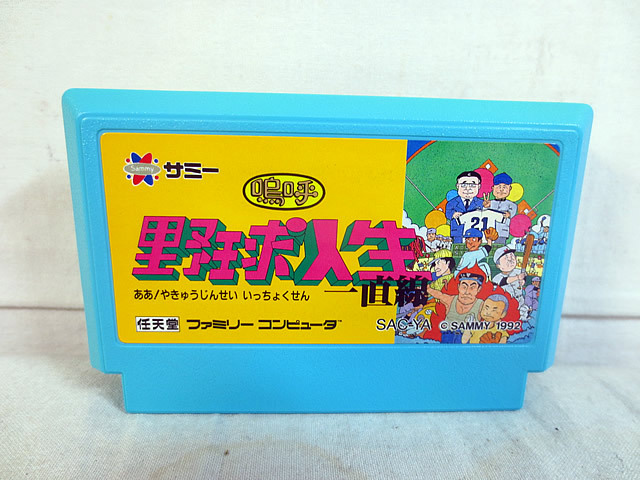 Sammy サミー
嗚呼
野球人生
一直線
ああ!やきゅうじんせい いっちょくせん
21
任天堂 ファミリー コンピュータ™
SAC-YA © SAMMY 1992